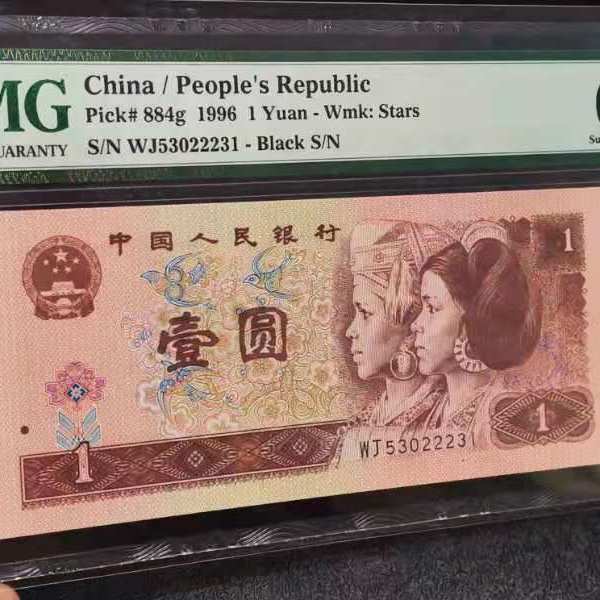 MG
China / People's Republic
Pick# 884g 1996 1 Yuan - Wmk: Stars
UARANTY
S/N WJ53022231 - Black S/N
中国人民银行
1
壹圆
WJ53022231
1
1